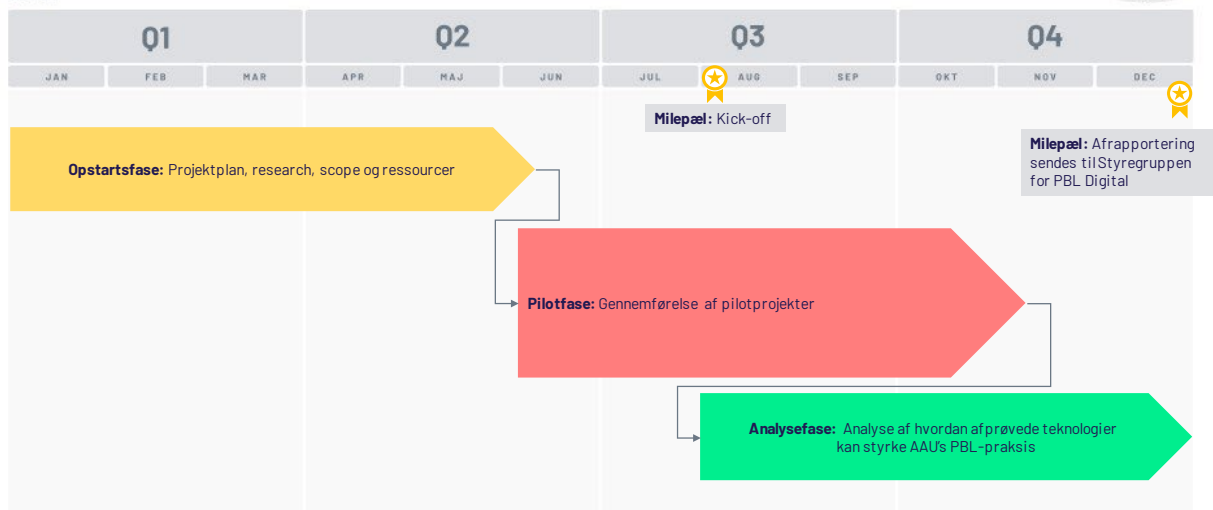 Q1 Q2 Q3 Q4
JAN FEB MAR APR MAJ JUN JUL AUG SEP OKT NOV DEC
Milepæl: Kick-off
Milepæl: Afrapportering
sendes til Styregruppen
for PBL Digital
Opstartsfase: Projektplan, research, scope og ressourcer
Pilotfase: Gennemførelse af pilotprojekter
Analysefase: Analyse af hvordan afprøvede teknologier
kan styrke AAU's PBL-praksis